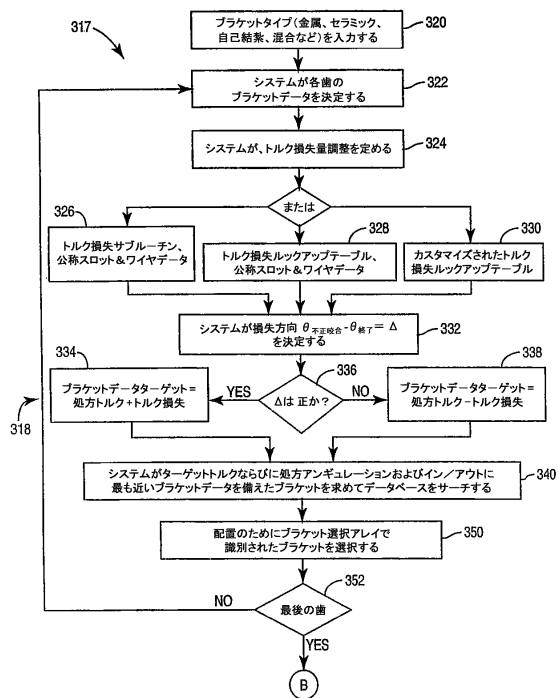 317
ブラケットタイプ(金属、セラミック、
自己結紮、混合など)を入力する
320
システムが各歯の
ブラケットデータを決定する
322
システムが、トルク損失量調整を定める
324
または
326
トルク損失サブルーチン、
公称スロット&ワイヤデータ
328
トルク損失ルックアップテーブル、
公称スロット&ワイヤデータ
330
カスタマイズされたトルク
損失ルックアップテーブル
システムが損失方向 θ不正咬合-θ終了= Δ
を決定する
332
334
ブラケットデータターゲット=
処方トルク+トルク損失
YES
Δは 正か?
336
NO
338
ブラケットデータターゲット=
処方トルク-トルク損失
318
システムがターゲットトルクならびに処方アンギュレーションおよびイン/アウトに
最も近いブラケットデータを備えたブラケットを求めてデータベースをサーチする
340
配置のためにブラケット選択アレイで
識別されたブラケットを選択する
350
352
NO
最後の歯
YES
B